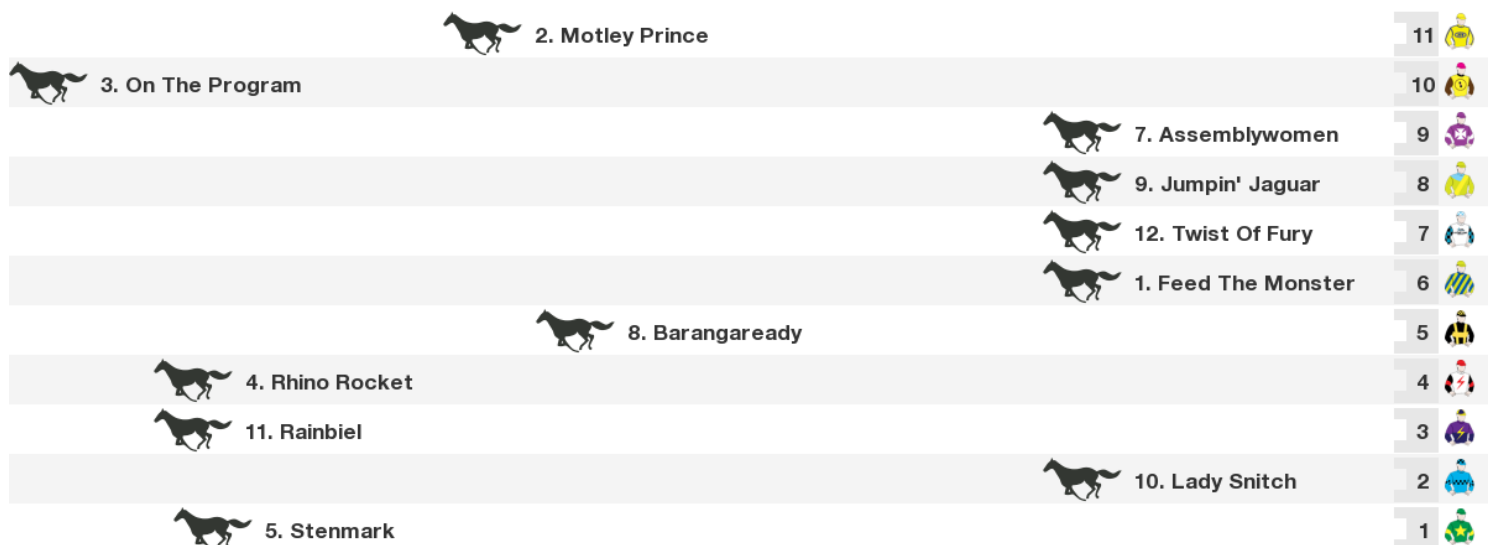 2. Motley Prince 11
3. On The Program 10
7. Assemblywomen 9
9. Jumpin' Jaguar 8
12. Twist Of Fury 7
1. Feed The Monster 6
8. Barangaready 5
4. Rhino Rocket 4
11. Rainbiel 3
10. Lady Snitch 2
5. Stenmark 1